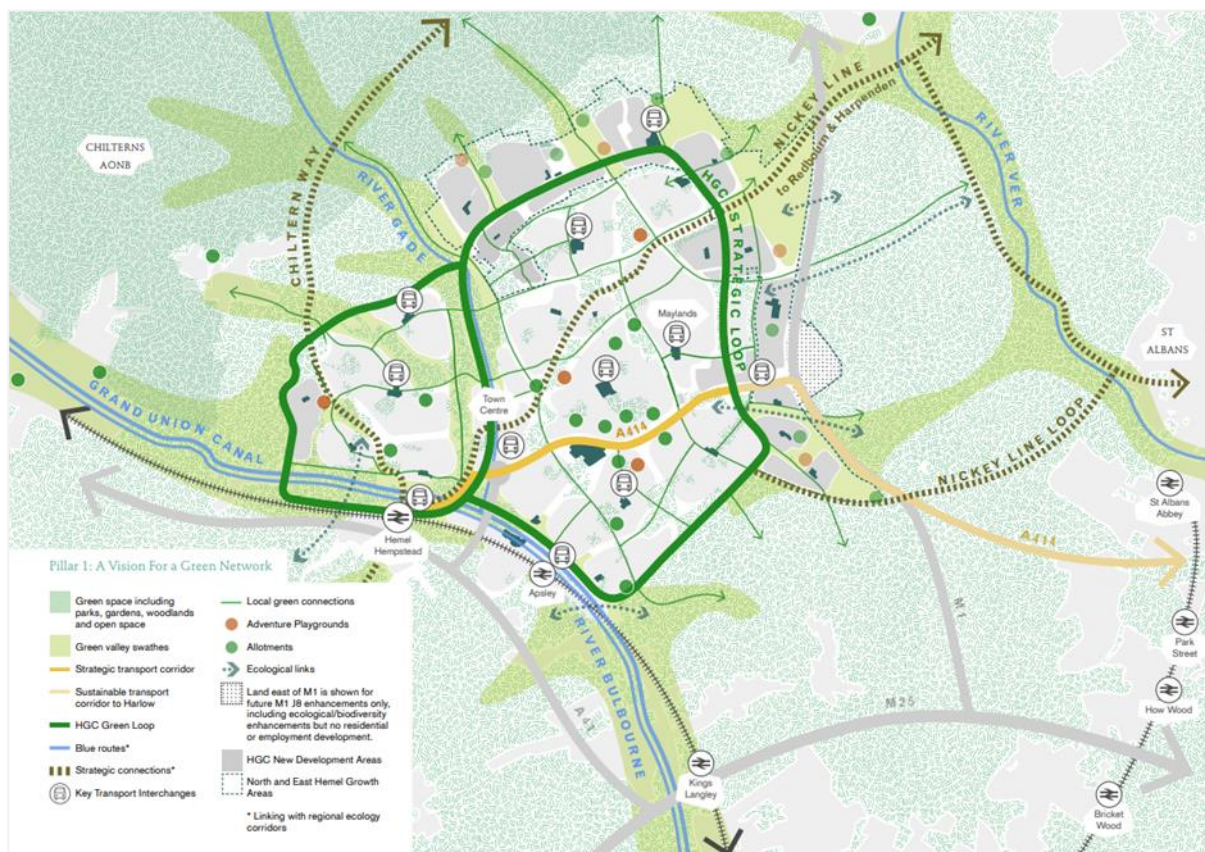 CHILTERNS
AONB
CHILTERN WAY
RIVER GADE
NICKEY LINE
to Redbourn & Harpenden
RIVER VER
HGC STRATEGIC LOOP
Maylands
ST
ALBANS
GRAND UNION CANAL
Town
Centre
A414
NICKEY LINE LOOP
St Albans
Abbey
Hemel
Hempstead
Apsley
A414
M1
RIVER BULBOURNE
A41
Park
Street
How Wood
M25
Kings
Langley
Bricket
Wood
Pillar 1: A Vision For a Green Network
Green space including
parks, gardens, woodlands
and open space
Green valley swathes
Strategic transport corridor
Sustainable transport
corridor to Harlow
HGC Green Loop
Blue routes*
Strategic connections*
Key Transport Interchanges
Local green connections
Adventure Playgrounds
Allotments
Ecological links
Land east of M1 is shown for
future M1 J8 enhancements only,
including ecological/biodiversity
enhancements but no residential
or employment development.
HGC New Development Areas
North and East Hemel Growth
Areas
* Linking with regional ecology
corridors